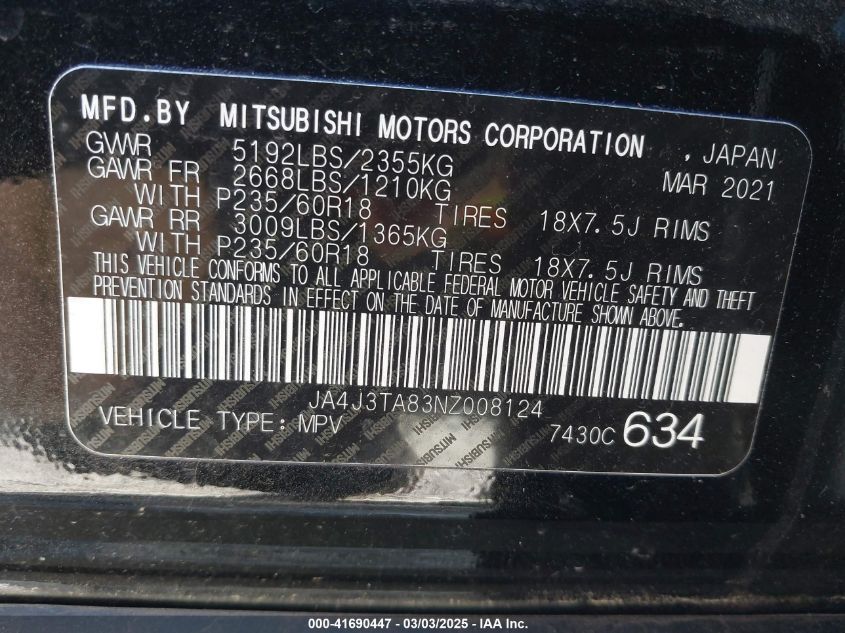 MFD.BY MITSUBISHI MOTORS CORPORATION , JAPAN
GVWR 5192LBS/2355KG MAR 2021
GAWR FR 2668LBS/1210KG
WITH P235/60R18 TIRES 18X7.5J RIMS
GAWR RR 3009LBS/1365KG
WITH P235/60R18 TIRES 18X7.5J RIMS
THIS VEHICLE CONFORMS TO ALL APPLICABLE FEDERAL MOTOR VEHICLE SAFETY AND THEFT
PREVENTION STANDARDS IN EFFECT ON THE DATE OF MANUFACTURE SHOWN ABOVE.
JA4J3TA83NZ008124
VEHICLE TYPE: MPV 7430C 634
000-41690447 - 03/03/2025 - IAAI.com